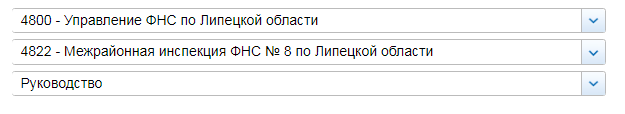 4800 - Управление ФНС по Липецкой области
4822 - Межрайонная инспекция ФНС № 8 по Липецкой области
Руководство